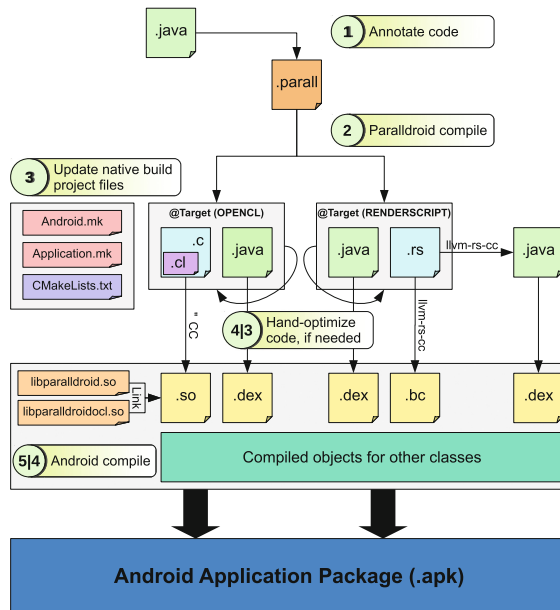 .java
1 Annotate code
.parall
2 Paralldroid compile
3 Update native build
project files
Android.mk
Application.mk
CMakeLists.txt
@Target (OPENCL)
.c
.cl
.java
@Target (RENDERSCRIPT)
.java
.rs
llvm-rs-cc
.java
" CC
4|3 Hand-optimize
code, if needed
llvm-rs-cc
libparalldroid.so
libparalldroidocl.so
Link
.so
.dex
.dex
.bc
.dex
5|4 Android compile
Compiled objects for other classes
Android Application Package (.apk)